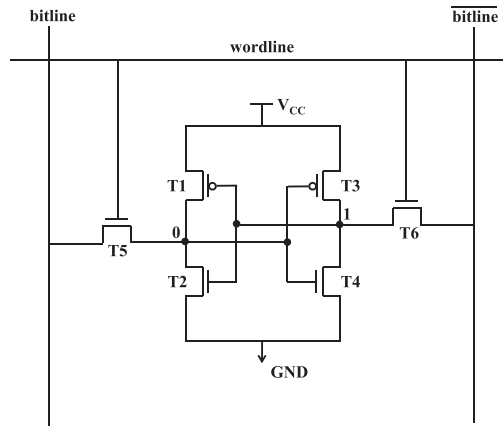 bitline
bitline
wordline
V_CC
T1
T3
0
1
T5
T6
T2
T4
GND